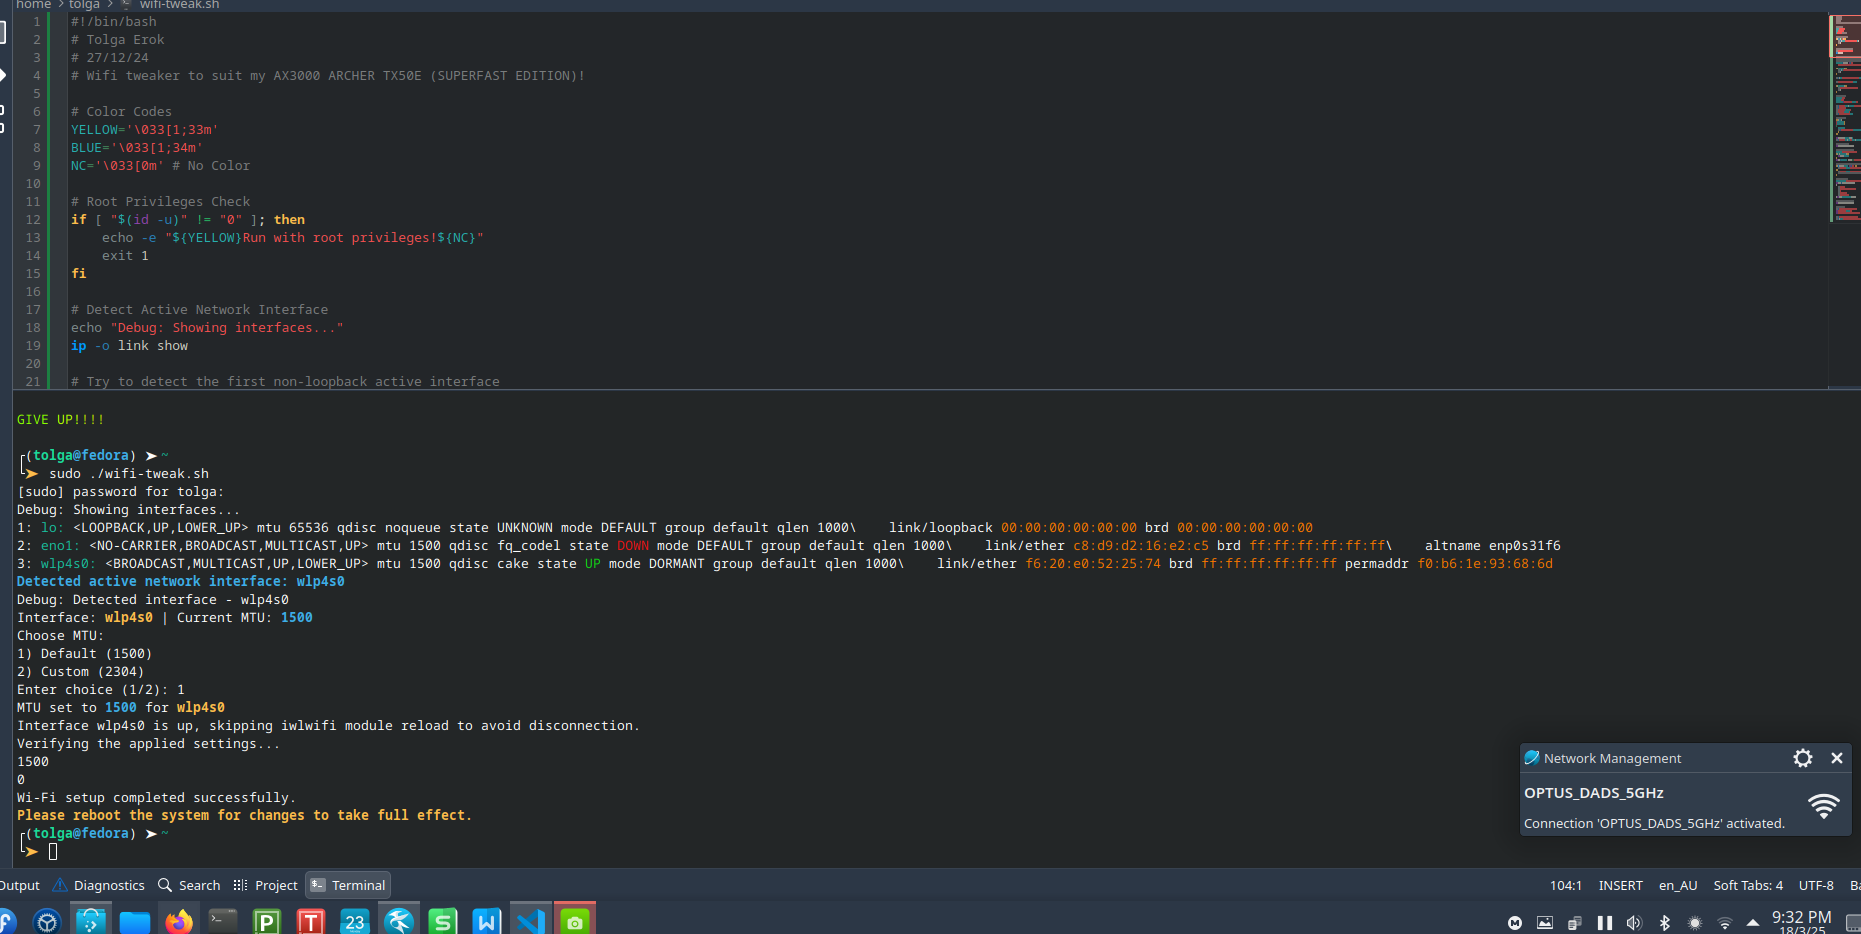 home > tolga > wifi-tweak.sh
1 #!/bin/bash
2 # Tolga Erok
3 # 27/12/24
4 # Wifi tweaker to suit my AX3000 ARCHER TX50E (SUPERFAST EDITION)!
5
6 # Color Codes
7 YELLOW='\033[1;33m'
8 BLUE='\033[1;34m'
9 NC='\033[0m' # No Color
10
11 # Root Privileges Check
12 if [ "$(id -u)" != "0" ]; then
13     echo -e "${YELLOW}Run with root privileges!${NC}"
14     exit 1
15 fi
16
17 # Detect Active Network Interface
18 echo "Debug: Showing interfaces..."
19 ip -o link show
20
21 # Try to detect the first non-loopback active interface
GIVE UP!!!!
(tolga@fedora) ➤ ~
➤ sudo ./wifi-tweak.sh
[sudo] password for tolga:
Debug: Showing interfaces...
1: lo: <LOOPBACK,UP,LOWER_UP> mtu 65536 qdisc noqueue state UNKNOWN mode DEFAULT group default qlen 1000\    link/loopback 00:00:00:00:00:00 brd 00:00:00:00:00:00
2: eno1: <NO-CARRIER,BROADCAST,MULTICAST,UP> mtu 1500 qdisc fq_codel state DOWN mode DEFAULT group default qlen 1000\    link/ether c8:d9:d2:16:e2:c5 brd ff:ff:ff:ff:ff:ff\    altname enp0s31f6
3: wlp4s0: <BROADCAST,MULTICAST,UP,LOWER_UP> mtu 1500 qdisc cake state UP mode DORMANT group default qlen 1000\    link/ether f6:20:e0:52:25:74 brd ff:ff:ff:ff:ff:ff permaddr f0:b6:1e:93:68:6d
Detected active network interface: wlp4s0
Debug: Detected interface - wlp4s0
Interface: wlp4s0 | Current MTU: 1500
Choose MTU:
1) Default (1500)
2) Custom (2304)
Enter choice (1/2): 1
MTU set to 1500 for wlp4s0
Interface wlp4s0 is up, skipping iwlwifi module reload to avoid disconnection.
Verifying the applied settings...
1500
0
Wi-Fi setup completed successfully.
Please reboot the system for changes to take full effect.
(tolga@fedora) ➤ ~
➤
Network Management
OPTUS_DADS_5GHz
Connection 'OPTUS_DADS_5GHz' activated.
Output Diagnostics Search Project Terminal 104:1 INSERT en_AU Soft Tabs: 4 UTF-8
P T 23 S W M 9:32 PM
18/3/25